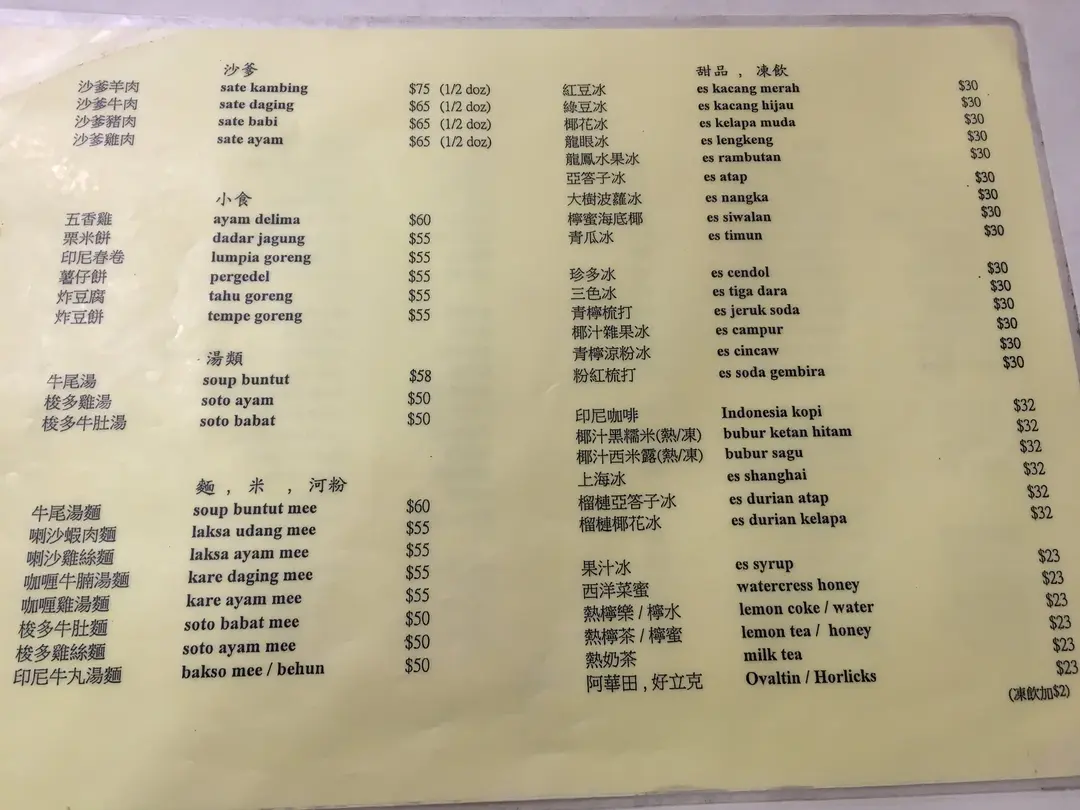 沙爹
沙爹羊肉 sate kambing $75 (1/2 doz)
沙爹牛肉 sate daging $65 (1/2 doz)
沙爹豬肉 sate babi $65 (1/2 doz)
沙爹雞肉 sate ayam $65 (1/2 doz)
小食
五香雞 ayam delima $60
栗米餅 dadar jagung $55
印尼春卷 lumpia goreng $55
薯仔餅 pergedel $55
炸豆腐 tahu goreng $55
炸豆餅 tempe goreng $55
湯類
牛尾湯 soup buntut $58
梭多雞湯 soto ayam $50
梭多牛肚湯 soto babat $50
麵 , 米 , 河粉
牛尾湯麵 soup buntut mee $60
喇沙蝦肉麵 laksa udang mee $55
喇沙雞絲麵 laksa ayam mee $55
咖喱牛腩湯麵 kare daging mee $55
咖喱雞湯麵 kare ayam mee $55
梭多牛肚麵 soto babat mee $50
梭多雞絲麵 soto ayam mee $50
印尼牛丸湯麵 bakso mee / behun $50
甜品 , 凍飲
紅豆冰 es kacang merah $30
綠豆冰 es kacang hijau $30
椰花冰 es kelapa muda $30
龍眼冰 es lengkeng $30
龍鳳水果冰 es rambutan $30
亞答子冰 es atap $30
大樹波蘿冰 es nangka $30
檸蜜海底椰 es siwalan $30
青瓜冰 es timun $30
珍多冰 es cendol $30
三色冰 es tiga dara $30
青檸梳打 es jeruk soda $30
椰汁雜果冰 es campur $30
青檸涼粉冰 es cincaw $30
粉紅梳打 es soda gembira $30
印尼咖啡 Indonesia kopi $32
椰汁黑糯米(熱/凍) bubur ketan hitam $32
椰汁西米露(熱/凍) bubur sagu $32
上海冰 es shanghai $32
榴槤亞答子冰 es durian atap $32
榴槤椰花冰 es durian kelapa $32
果汁冰 es syrup $23
西洋菜蜜 watercress honey $23
熱檸樂 / 檸水 lemon coke / water $23
熱檸茶 / 檸蜜 lemon tea / honey $23
熱奶茶 milk tea $23
阿華田 , 好立克 Ovaltin / Horlicks $23
(凍飲加$2)